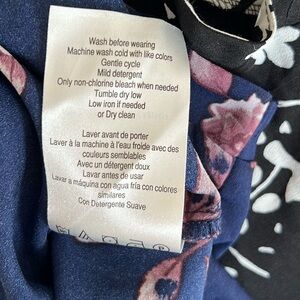 Wash before wearing
Machine wash cold with like colors
Gentle cycle
Mild detergent
Only non-chlorine bleach when needed
Tumble dry low
Low iron if needed
or Dry clean
Laver avant de porter
Laver à la machine à l'eau froide avec des
couleurs semblables
Avec un détergent doux
Lavar antes de usar
Lavar a máquina con agua fría con colores
similares
Con Detergente Suave